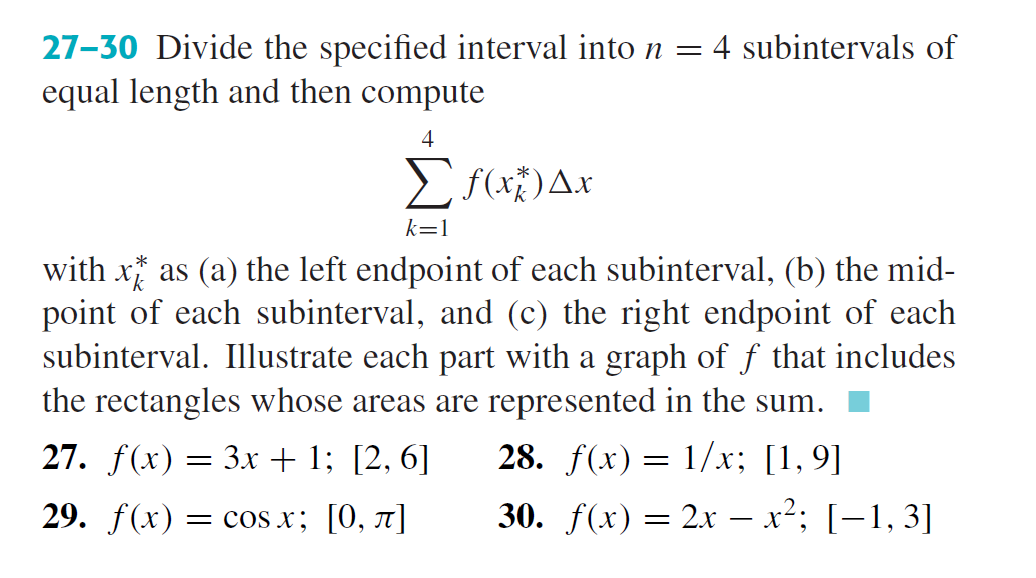 27–30 Divide the specified interval into n = 4 subintervals of
equal length and then compute
4
∑ f(x*k)Δx
k=1
with x*k as (a) the left endpoint of each subinterval, (b) the mid-
point of each subinterval, and (c) the right endpoint of each
subinterval. Illustrate each part with a graph of f that includes
the rectangles whose areas are represented in the sum.
27. f(x) = 3x + 1; [2, 6] 28. f(x) = 1/x; [1, 9]
29. f(x) = cos x; [0, π] 30. f(x) = 2x − x²; [−1, 3]